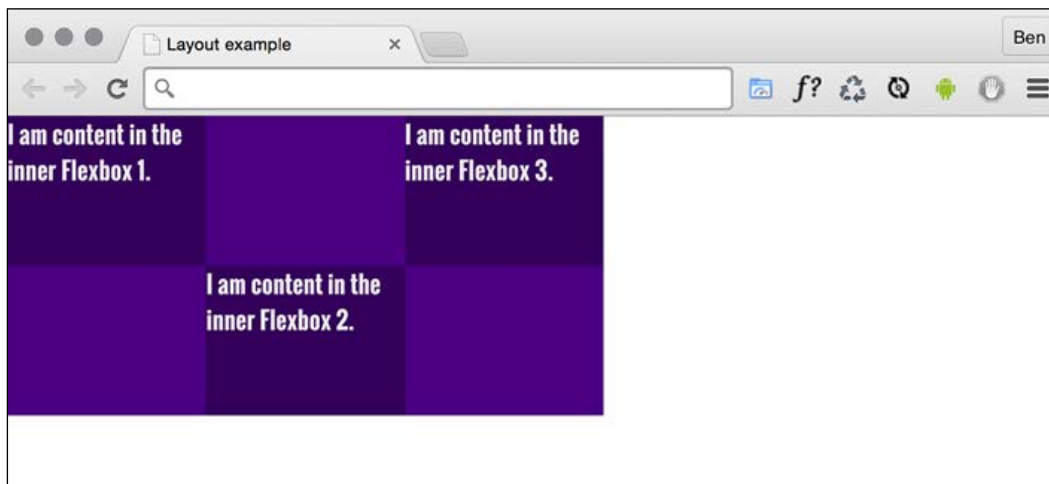 Layout example
Ben
f?
I am content in the
inner Flexbox 1.
I am content in the
inner Flexbox 3.
I am content in the
inner Flexbox 2.